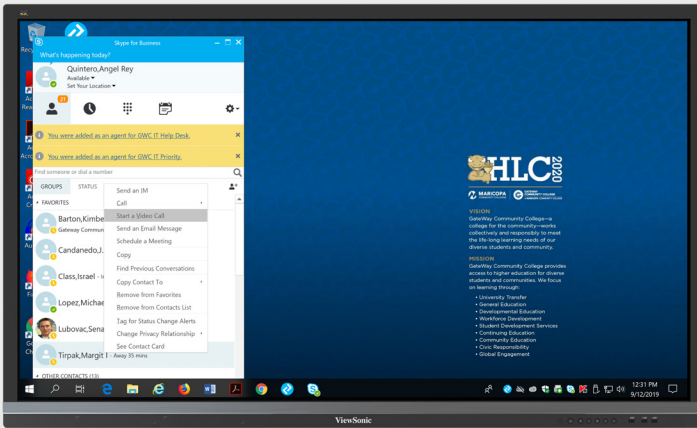 Skype for Business
What's happening today?
Quintero,Angel Rey
Available
Set Your Location
21
You were added as an agent for GWC IT Help Desk.
You were added as an agent for GWC IT Priority.
Find someone or dial a number
GROUPS STATUS
FAVORITES
Barton,Kimbe
Gateway Commun
Candanedo,J.
Class,Israel
Lopez,Michae
Lubovac,Sena
Tirpak,Margit I - Away 35 mins
OTHER CONTACTS (13)
Send an IM
Call
Start a Video Call
Send an Email Message
Schedule a Meeting
Copy
Find Previous Conversations
Copy Contact To
Remove from Favorites
Remove from Contacts List
Tag for Status Change Alerts
Change Privacy Relationship
See Contact Card
HLC 2020
MARICOPA
COMMUNITY COLLEGES
GATEWAY
COMMUNITY COLLEGE
VISION
GateWay Community College—a
college for the community—works
collectively and responsibly to meet
the life-long learning needs of our
diverse students and community.
MISSION
GateWay Community College provides
access to higher education for diverse
students and communities. We focus
on learning through:
• University Transfer
• General Education
• Developmental Education
• Workforce Development
• Student Development Services
• Continuing Education
• Community Education
• Civic Responsibility
• Global Engagement
12:31 PM
9/12/2019
ViewSonic